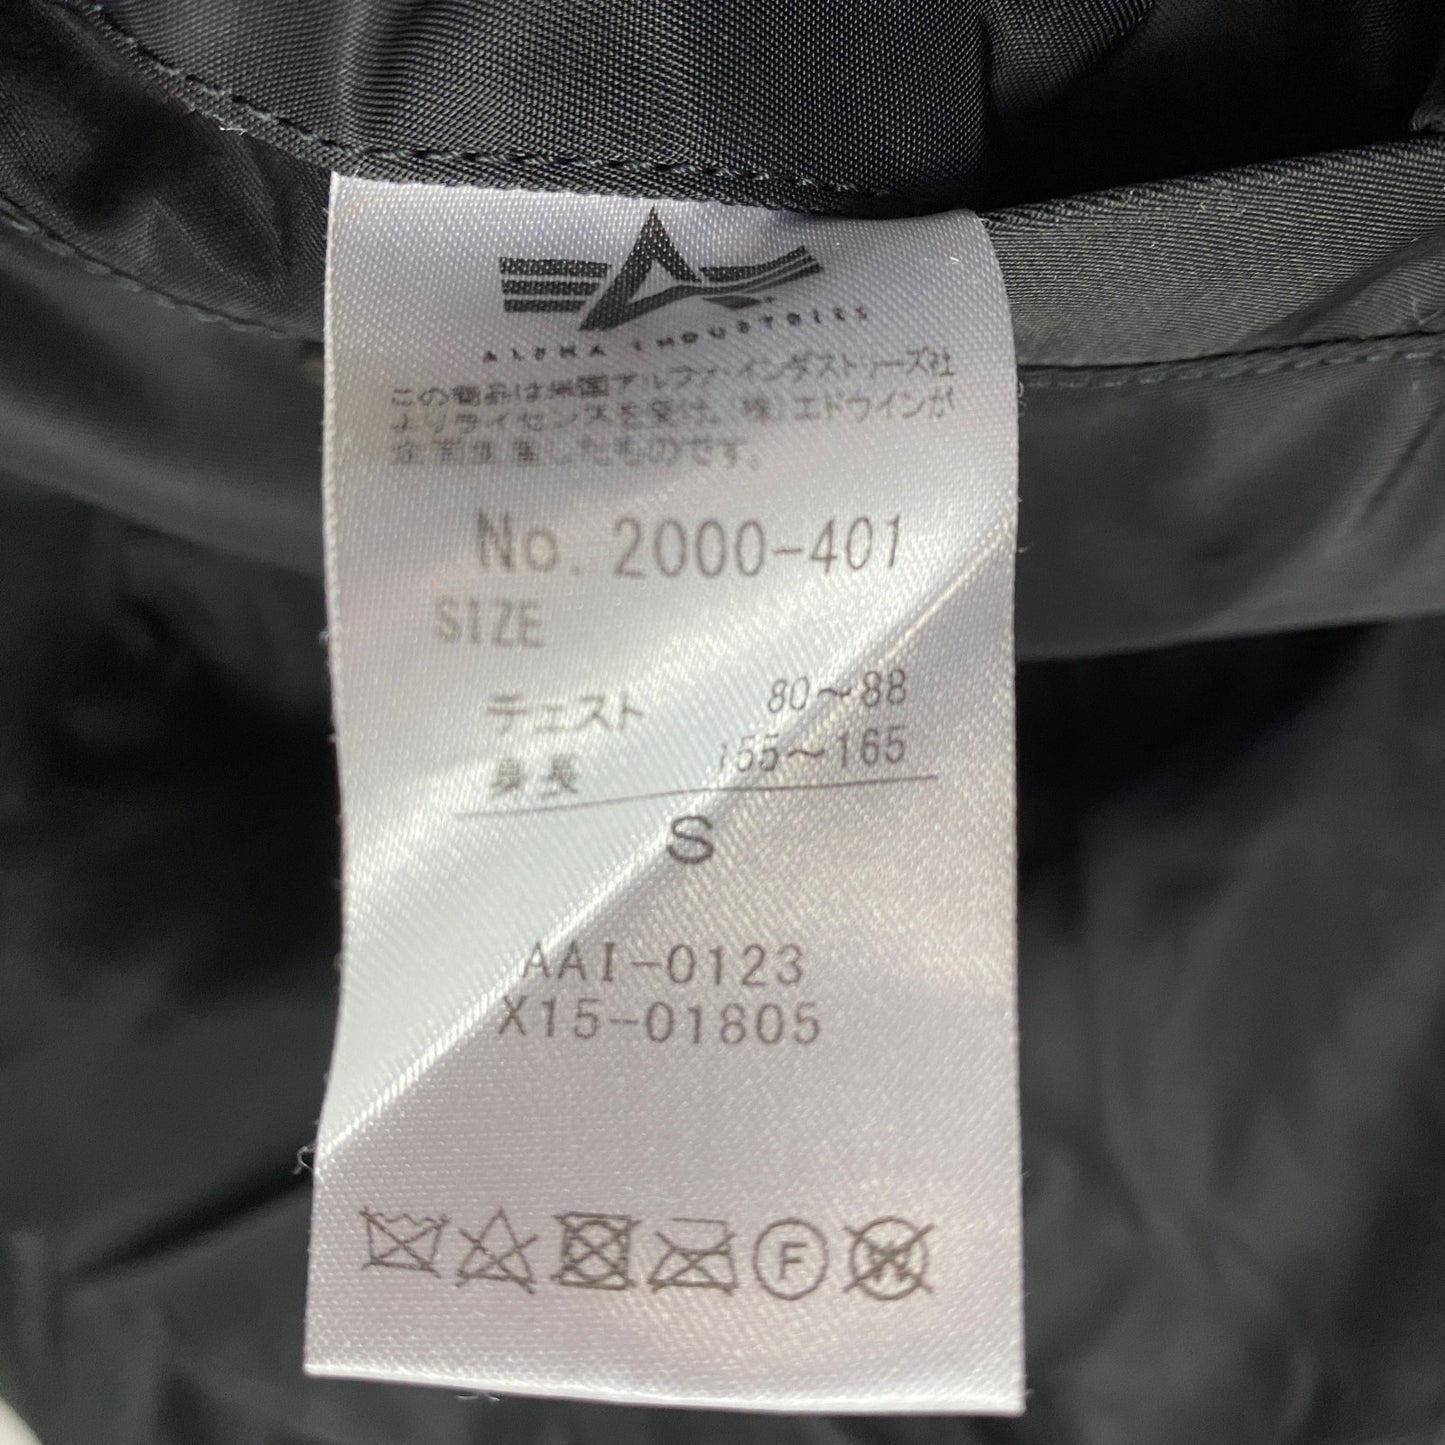 ALPHA INDUSTRIES
この商品は米国アルファ・インダストリーズ社
よりライセンスを受け、(株)エドウインが
企画生産したものです。
No. 2000-401
SIZE
テェスト 80~88
身長 155~165
S
AAI-0123
X15-01805
F W